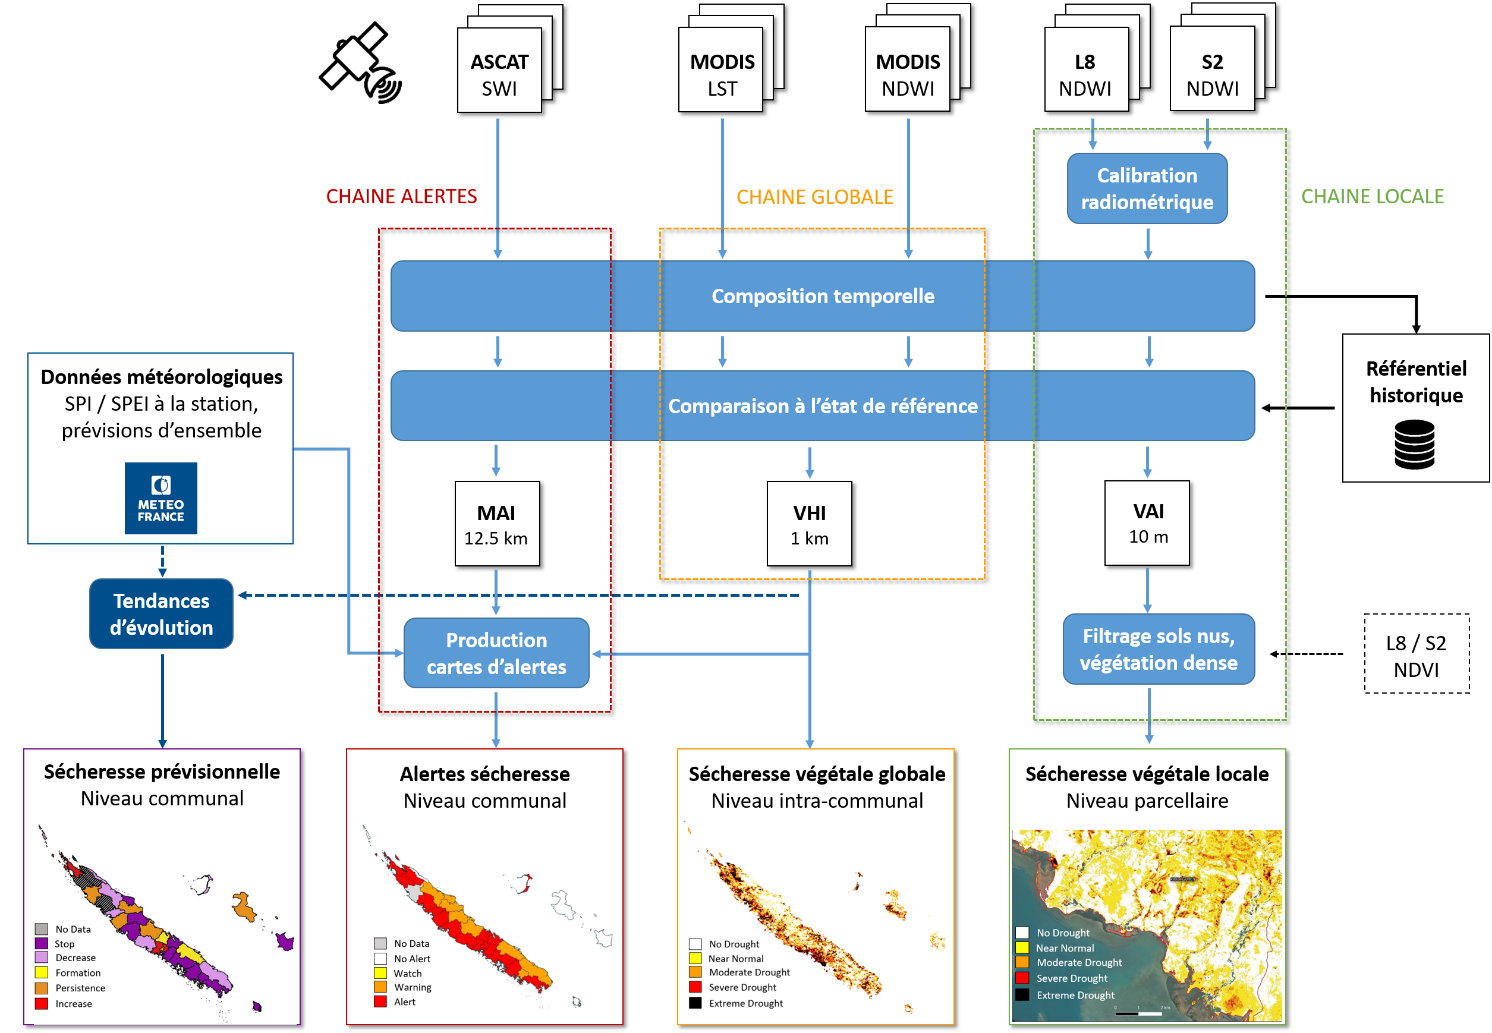 ASCAT
SWI
MODIS
LST
MODIS
NDWI
L8
NDWI
S2
NDWI
CHAINE ALERTES
CHAINE GLOBALE
CHAINE LOCALE
Calibration
radiométrique
Composition temporelle
Comparaison à l'état de référence
Référentiel
historique
Données météorologiques
SPI / SPEI à la station,
prévisions d'ensemble
METEO
FRANCE
MAI
12.5 km
VHI
1 km
VAI
10 m
Tendances
d'évolution
Production
cartes d'alertes
Filtrage sols nus,
végétation dense
L8 / S2
NDVI
Sécheresse prévisionnelle
Niveau communal
No Data
Stop
Decrease
Formation
Persistence
Increase
Alertes sécheresse
Niveau communal
No Data
No Alert
Watch
Warning
Alert
Sécheresse végétale globale
Niveau intra-communal
No Drought
Near Normal
Moderate Drought
Severe Drought
Extreme Drought
Sécheresse végétale locale
Niveau parcellaire
No Drought
Near Normal
Moderate Drought
Severe Drought
Extreme Drought